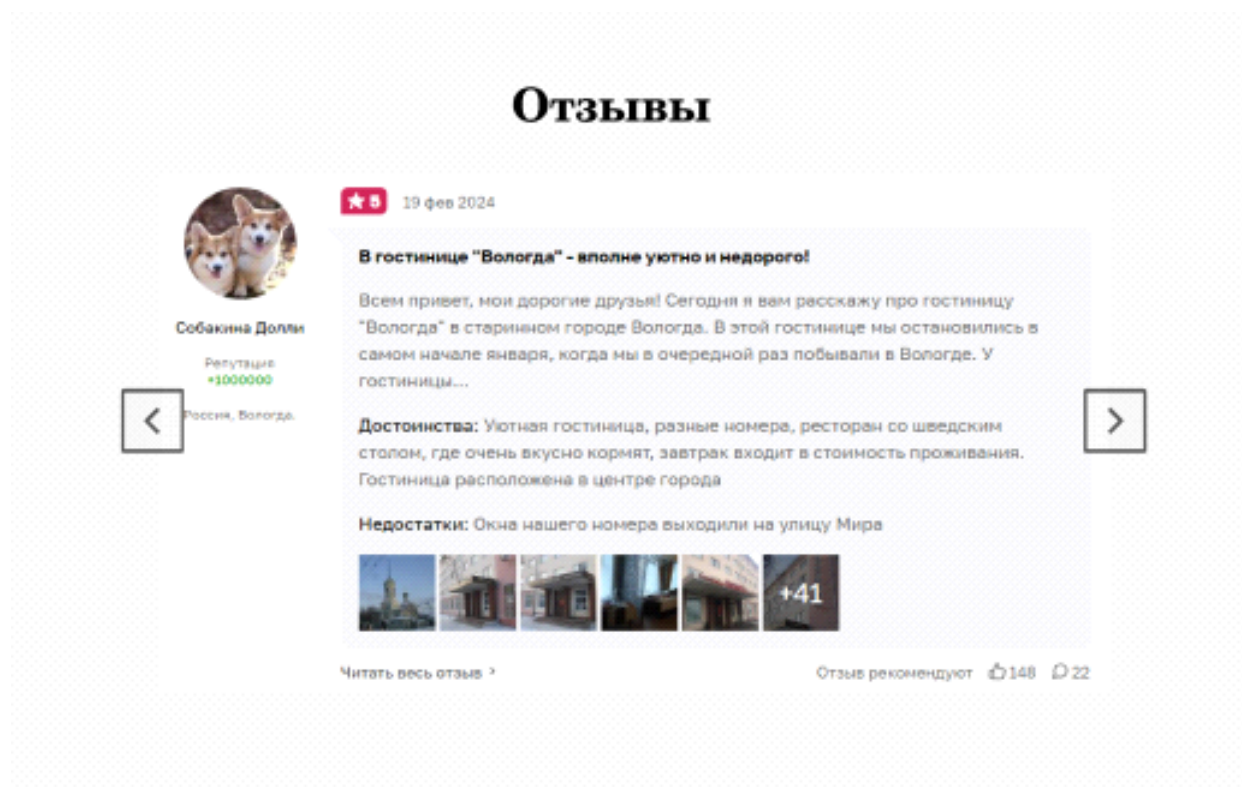 Отзывы
5 19 фев 2024
В гостинице "Вологда" - вполне уютно и недорого!
Всем привет, мои дорогие друзья! Сегодня я вам расскажу про гостиницу
"Вологда" в старинном городе Вологда. В этой гостинице мы остановились в
самом начале января, когда мы в очередной раз побывали в Вологде. У
гостиницы...
Собакина Долли
Репутация
+1000000
Россия, Вологда.
Достоинства: Уютная гостиница, разные номера, ресторан со шведским
столом, где очень вкусно кормят, завтрак входит в стоимость проживания.
Гостиница расположена в центре города
Недостатки: Окна нашего номера выходили на улицу Мира
+41
Читать весь отзыв >
Отзыв рекомендуют 148 22